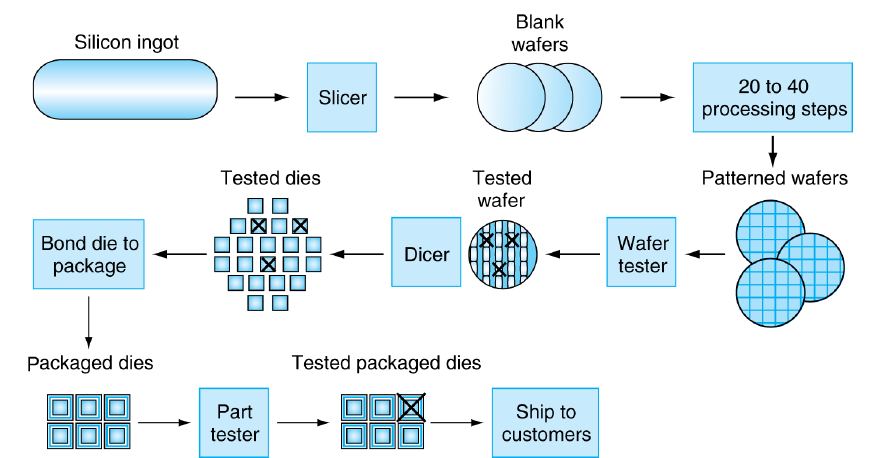 Silicon ingot
Slicer
Blank
wafers
20 to 40
processing steps
Patterned wafers
Wafer
tester
Tested
wafer
Dicer
Tested dies
Bond die to
package
Packaged dies
Part
tester
Tested packaged dies
Ship to
customers